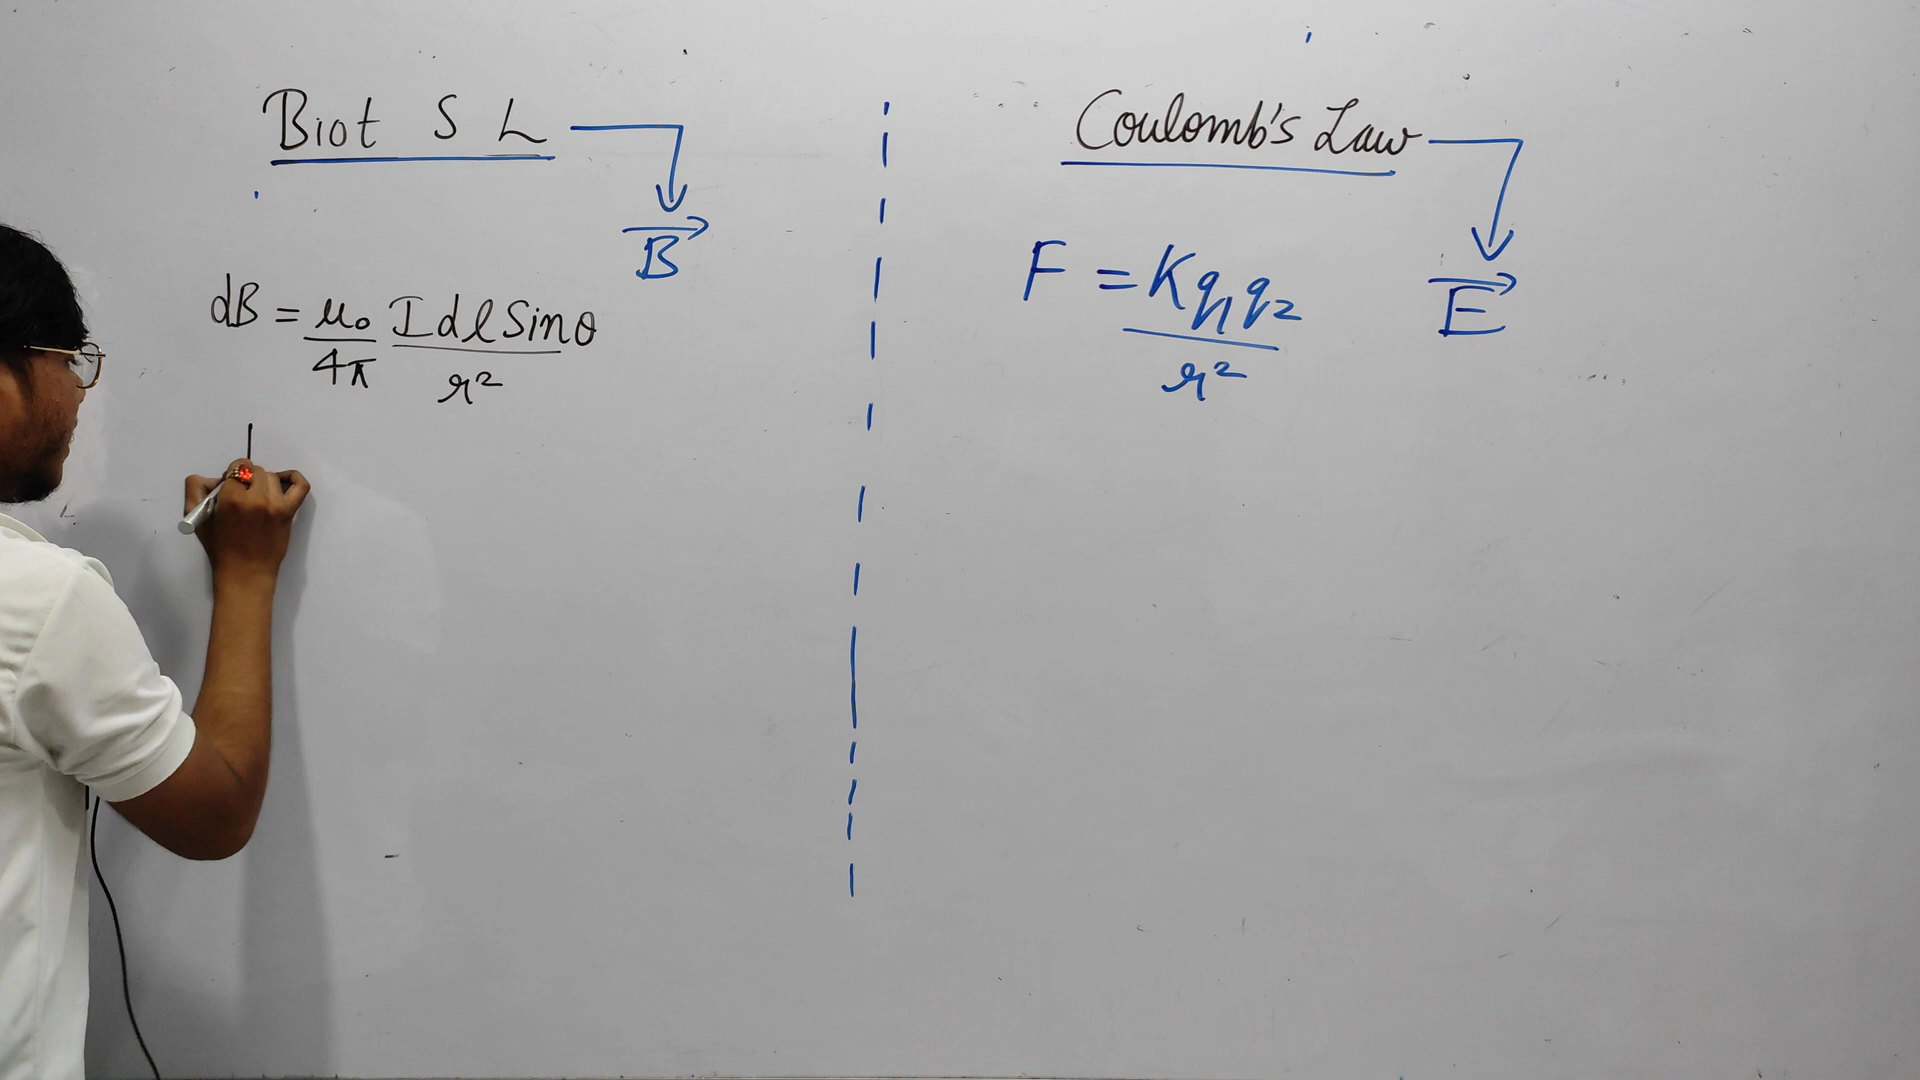 Biot S L
B
dB = μ₀/4π Idl Sinθ/r²
Coulomb's Law
E
F = Kq₁q₂/r²